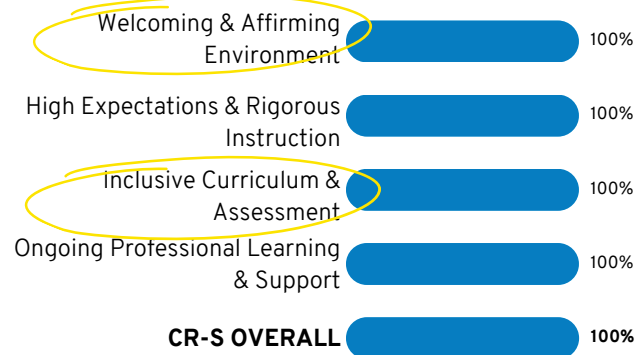 Welcoming & Affirming
Environment
100%
High Expectations & Rigorous
Instruction
100%
Inclusive Curriculum &
Assessment
100%
Ongoing Professional Learning
& Support
100%
CR-S OVERALL
100%